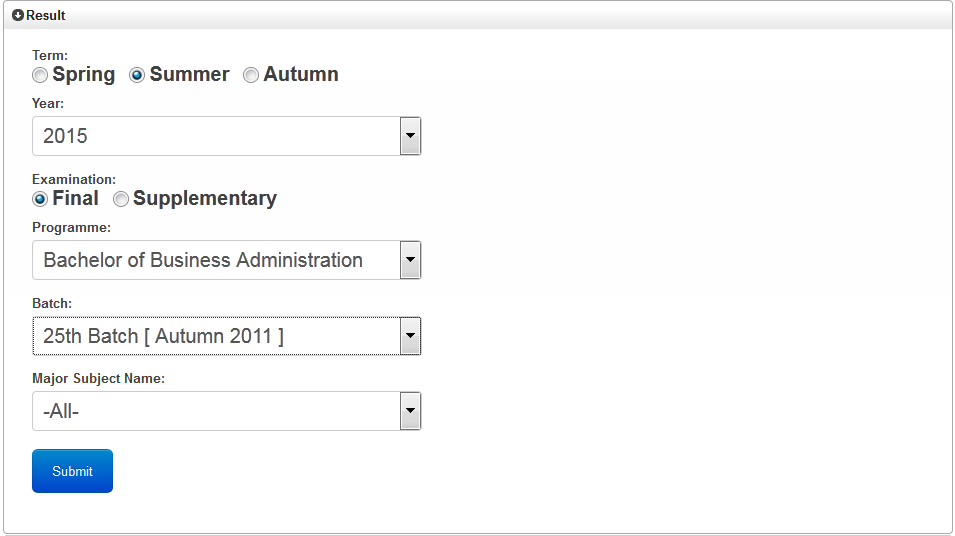 Result
Term:
Spring Summer Autumn
Year:
2015
Examination:
Final Supplementary
Programme:
Bachelor of Business Administration
Batch:
25th Batch [ Autumn 2011 ]
Major Subject Name:
-All-
Submit